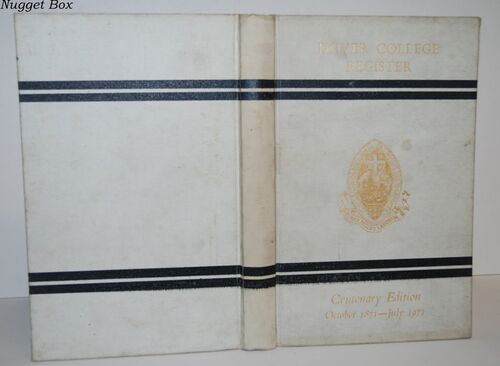 Nugget Box
DOVER COLLEGE
REGISTER
Centenary Edition
October 1871—July 1971